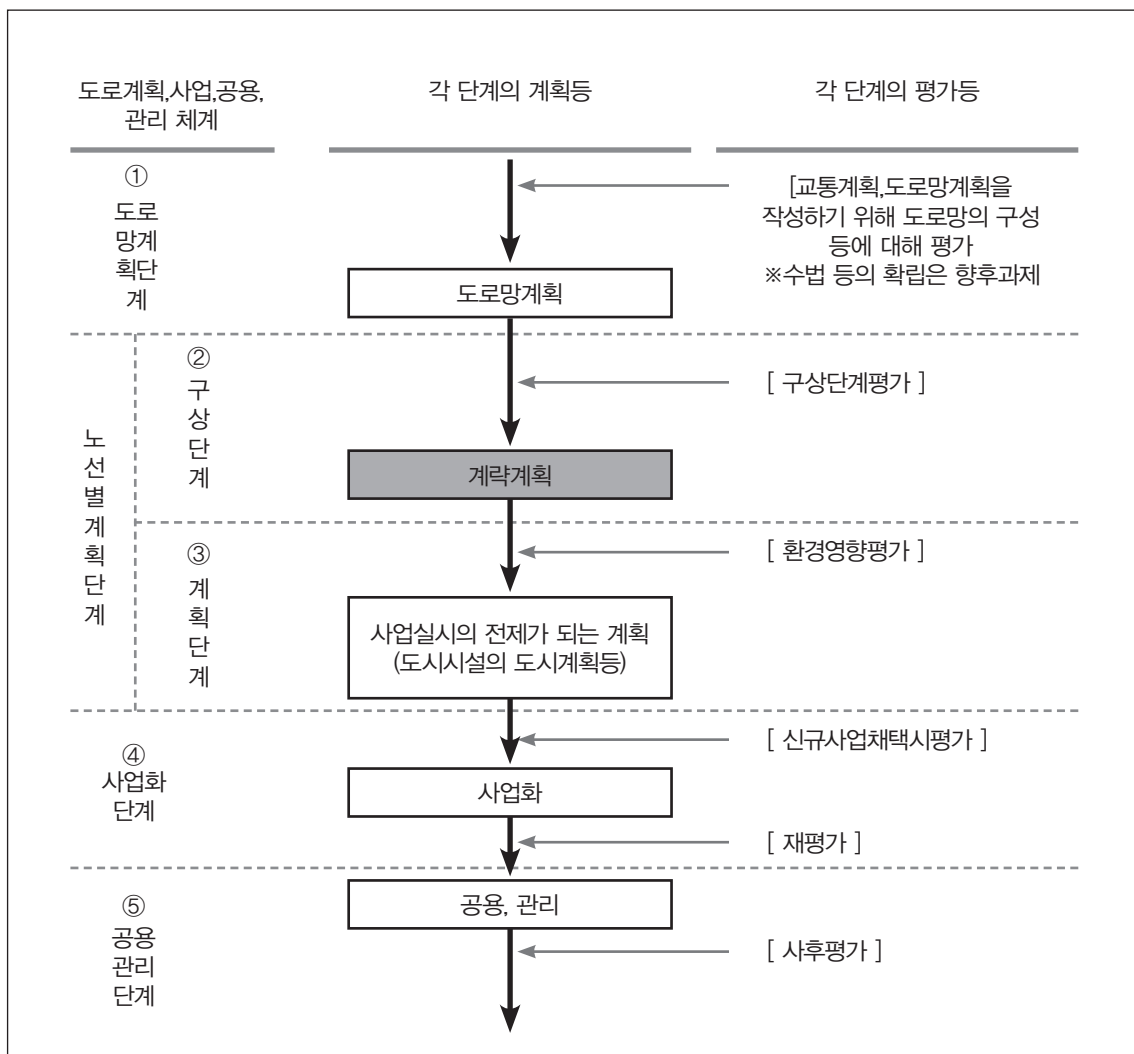 도로계획,사업,공용,
관리 체계
각 단계의 계획등
각 단계의 평가등
①
도로
망계
획단
계
[교통계획,도로망계획을
작성하기 위해 도로망의 구성
등에 대해 평가
※수법 등의 확립은 향후과제
도로망계획
노
선
별
계
획
단
계
②
구
상
단
계
[ 구상단계평가 ]
계략계획
③
계
획
단
계
[ 환경영향평가 ]
사업실시의 전제가 되는 계획
(도시시설의 도시계획등)
④
사업화
단계
[ 신규사업채택시평가 ]
사업화
[ 재평가 ]
⑤
공용
관리
단계
공용, 관리
[ 사후평가 ]